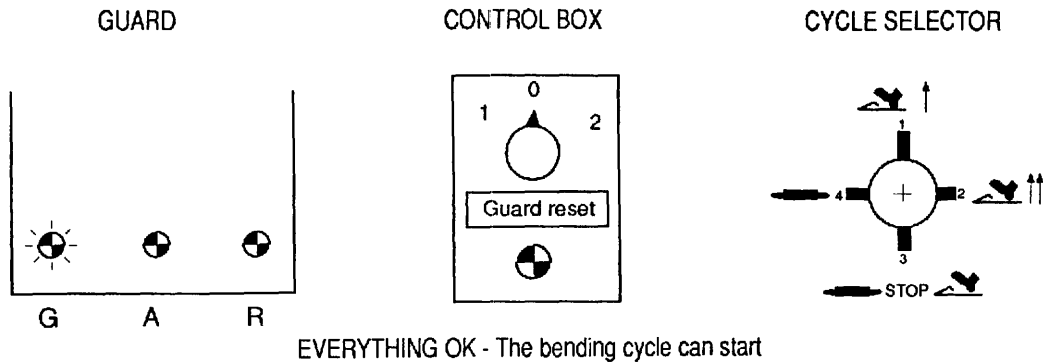 GUARD
CONTROL BOX
CYCLE SELECTOR
0
1
2
Guard reset
1
4
2
3
STOP
G A R
EVERYTHING OK - The bending cycle can start